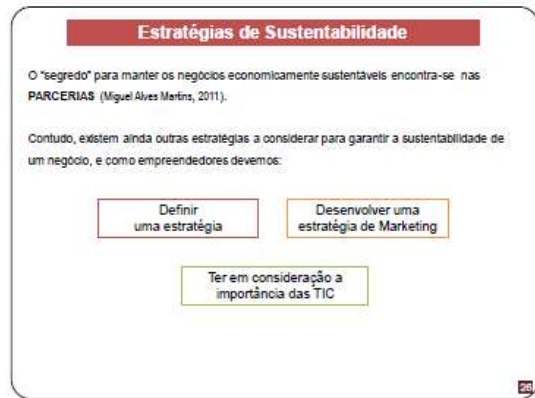 Estratégias de Sustentabilidade
O "segredo" para manter os negócios economicamente sustentáveis encontra-se nas
PARCERIAS (Miguel Alves Martins, 2011).
Contudo, existem ainda outras estratégias a considerar para garantir a sustentabilidade de
um negócio, e como empreendedores devemos:
Definir
uma estratégia
Desenvolver uma
estratégia de Marketing
Ter em consideração a
importância das TIC
26